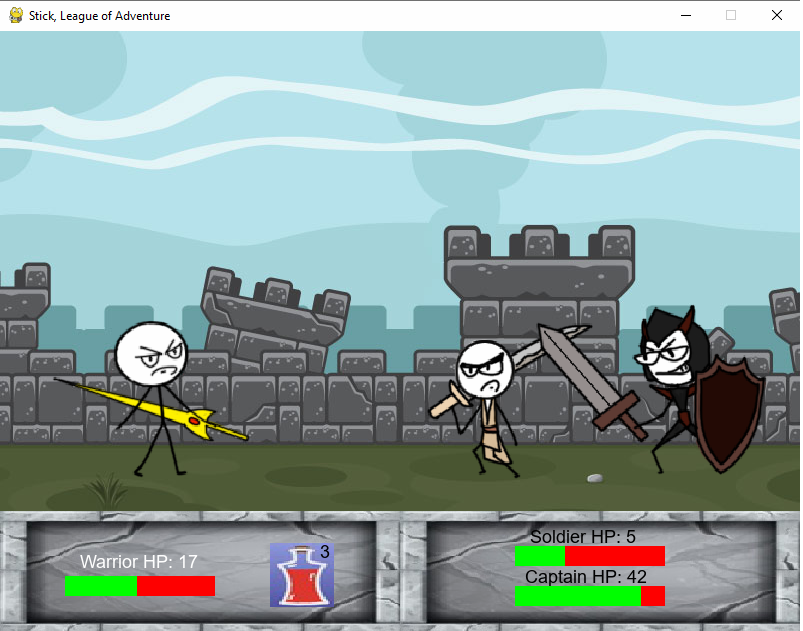 Stick, League of Adventure
Warrior HP: 17
3
Soldier HP: 5
Captain HP: 42